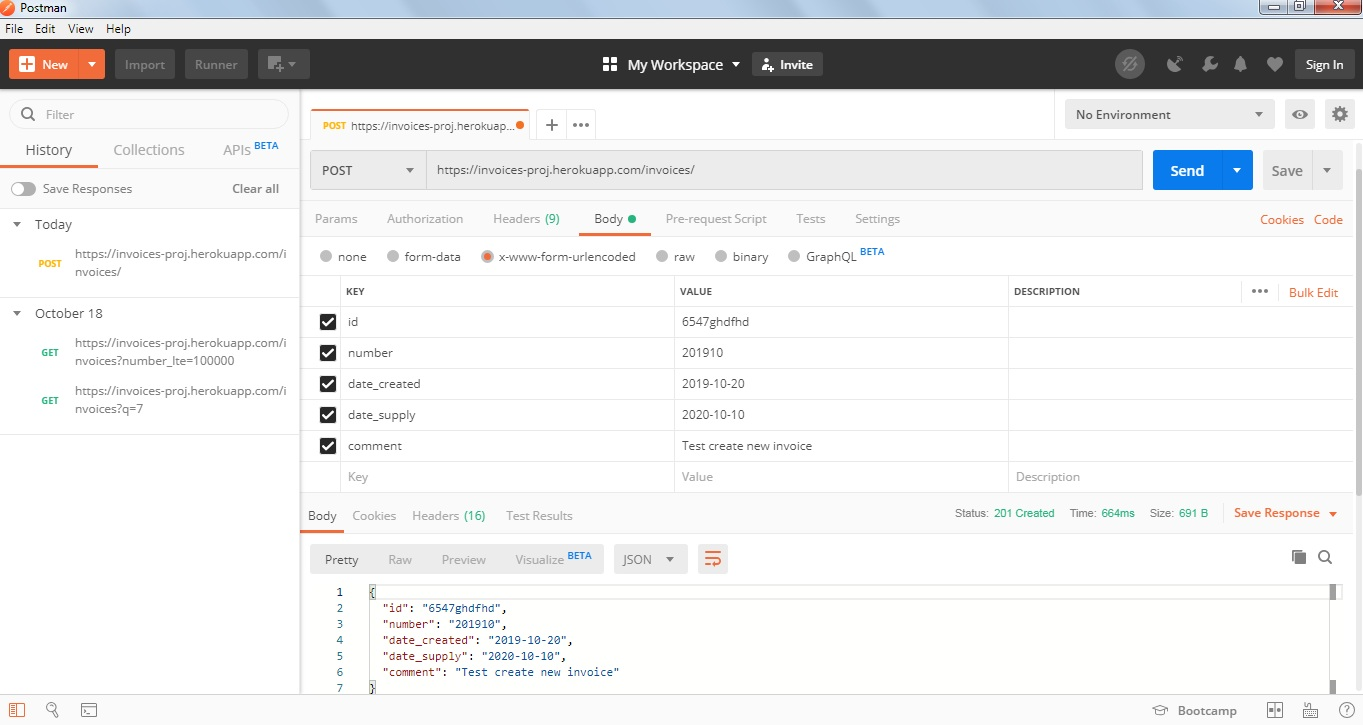 Postman
File Edit View Help
New Import Runner My Workspace Invite Sign In
Filter
History Collections APIs BETA
Save Responses Clear all
Today
POST https://invoices-proj.herokuapp.com/i
nvoices/
October 18
GET https://invoices-proj.herokuapp.com/i
nvoices?number_lte=100000
GET https://invoices-proj.herokuapp.com/i
nvoices?q=7
POST https://invoices-proj.herokuap... + ••• No Environment
POST https://invoices-proj.herokuapp.com/invoices/ Send Save
Params Authorization Headers (9) Body Pre-request Script Tests Settings Cookies Code
none form-data x-www-form-urlencoded raw binary GraphQL BETA
KEY VALUE DESCRIPTION ••• Bulk Edit
id 6547ghdfhd
number 201910
date_created 2019-10-20
date_supply 2020-10-10
comment Test create new invoice
Key Value Description
Body Cookies Headers (16) Test Results Status: 201 Created Time: 664ms Size: 691 B Save Response
Pretty Raw Preview Visualize BETA JSON
1 {
2 "id": "6547ghdfhd",
3 "number": "201910",
4 "date_created": "2019-10-20",
5 "date_supply": "2020-10-10",
6 "comment": "Test create new invoice"
7 }
Bootcamp ?